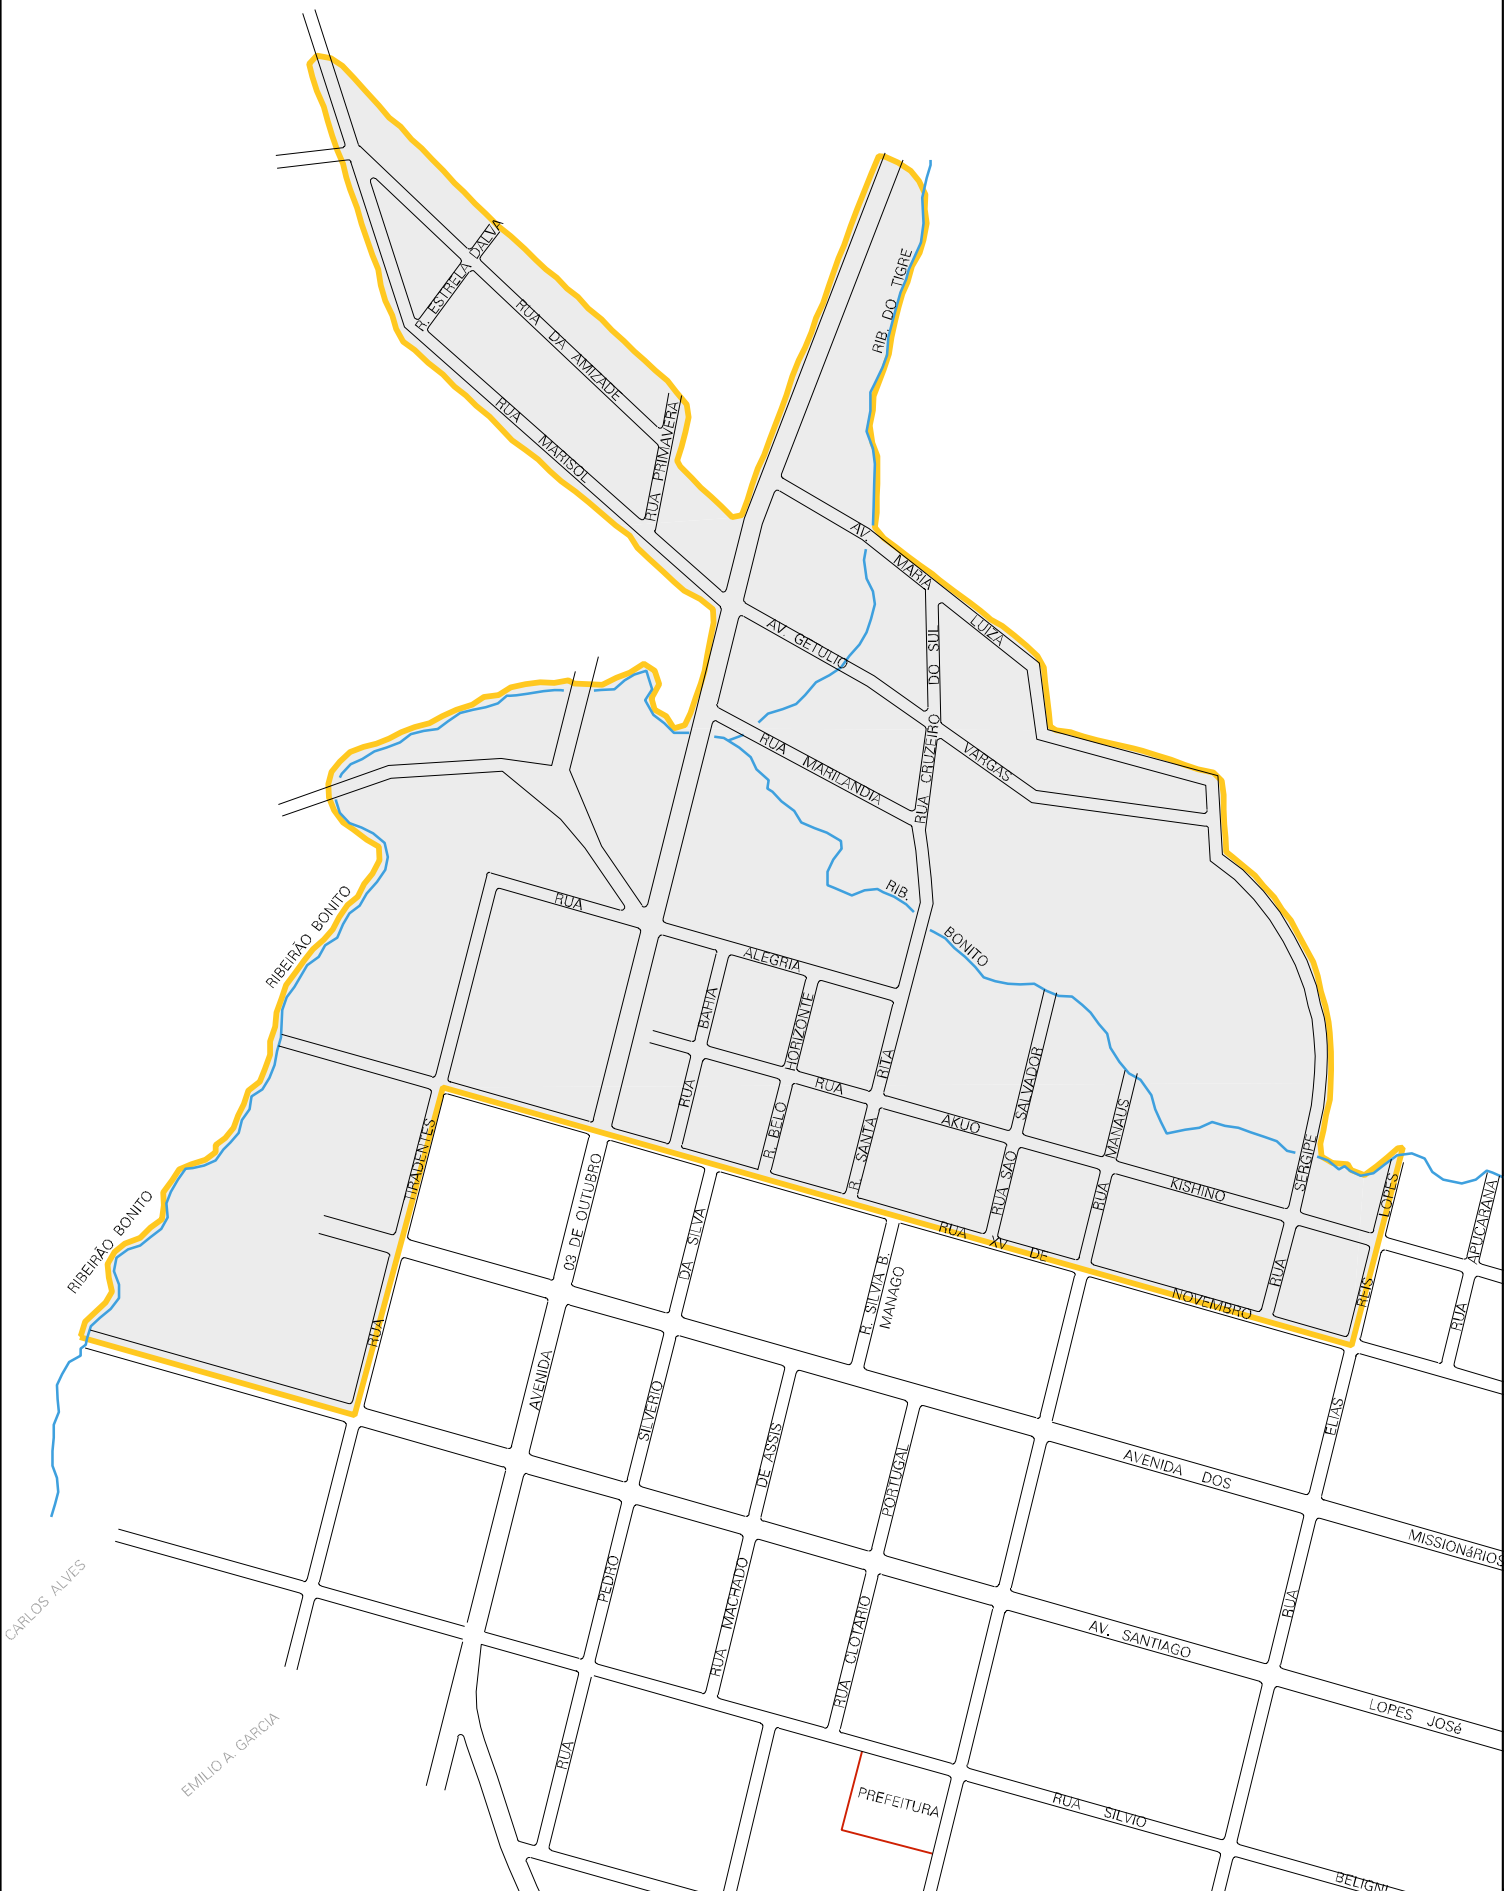 R. ESTRELA DALVA
RUA DA AMIZADE
RUA MARISOL
RUA PRIMAVERA
RIB. DO TIGRE
AV. MARIA LUIZA
AV. GETULIO VARGAS
RUA CRUZEIRO DO SUL
RUA MARILANDIA
RIB. BONITO
RIBEIRÃO BONITO
RUA ALEGRIA
RUA BAHIA
R. BELO HORIZONTE
R. SANTA RITA
RUA AKUO KISHINO
RUA SAO SALVADOR
RUA MANAUS
RUA SERGIPE
RIBEIRÃO BONITO
RUA TIRADENTES
AVENIDA 03 DE OUTUBRO
RUA PEDRO SILVERIO DA SILVA
R. SILVIA B.
MANAGO
RUA XV DE NOVEMBRO
RUA ELIAS REIS LOPES
RUA APUCARANA
RUA MACHADO DE ASSIS
RUA CLOTARIO PORTUGAL
AVENIDA DOS MISSIONáRIOS
AV. SANTIAGO LOPES JOSé
CARLOS ALVES
EMILIO A. GARCIA
PREFEITURA
RUA SILVIO BELIGNI